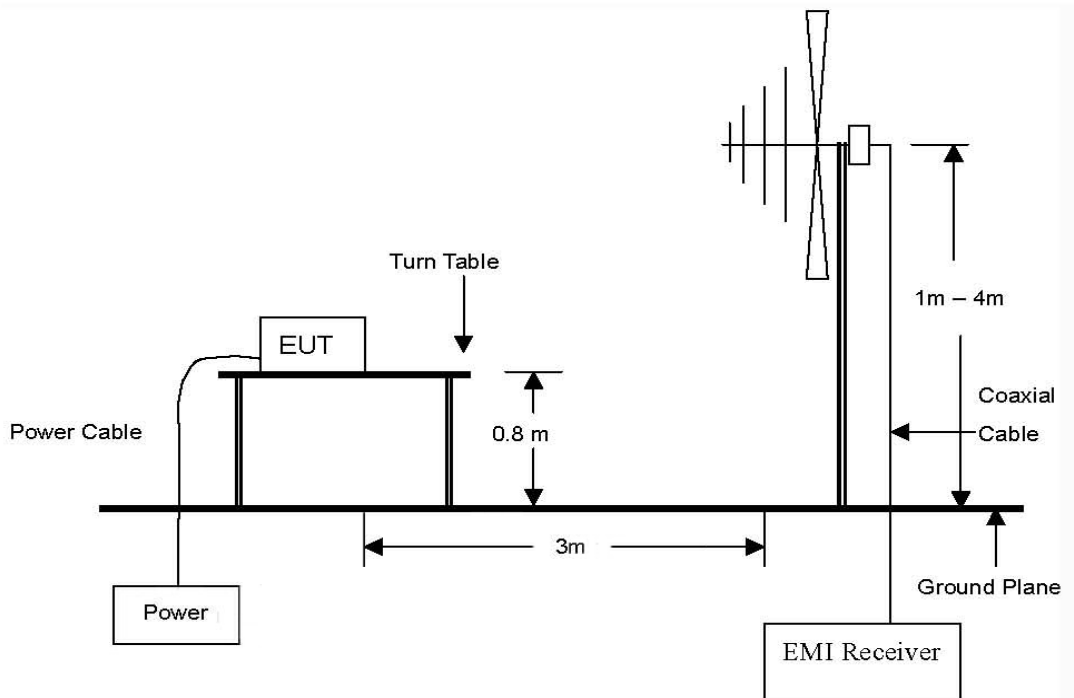 Turn Table
EUT
1m – 4m
Power Cable
0.8 m
Coaxial
Cable
3m
Ground Plane
Power
EMI Receiver